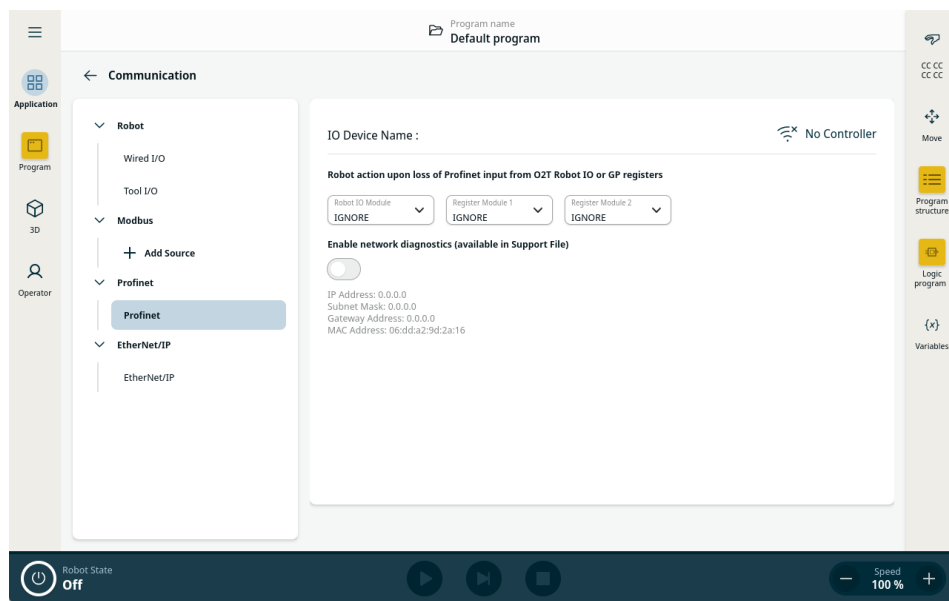 Program name
Default program
Communication
Application
Program
3D
Operator
Robot
Wired I/O
Tool I/O
Modbus
Add Source
Profinet
Profinet
EtherNet/IP
EtherNet/IP
IO Device Name :
No Controller
Robot action upon loss of Profinet input from O2T Robot IO or GP registers
Robot IO Module
IGNORE
Register Module 1
IGNORE
Register Module 2
IGNORE
Enable network diagnostics (available in Support File)
IP Address: 0.0.0.0
Subnet Mask: 0.0.0.0
Gateway Address: 0.0.0.0
MAC Address: 06:dd:a2:9d:2a:16
CC CC
CC CC
Move
Program
structure
Logic
program
{x}
Variables
Robot State
Off
Speed
100 %